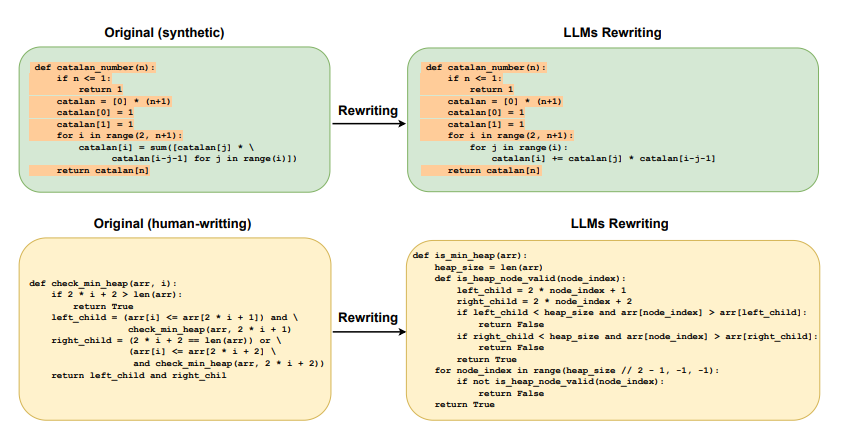 Original (synthetic)
def catalan_number(n):
    if n <= 1:
        return 1
    catalan = [0] * (n+1)
    catalan[0] = 1
    catalan[1] = 1
    for i in range(2, n+1):
        catalan[i] = sum([catalan[j] * \
              catalan[i-j-1] for j in range(i)])
    return catalan[n]
Rewriting
LLMs Rewriting
def catalan_number(n):
    if n <= 1:
        return 1
    catalan = [0] * (n+1)
    catalan[0] = 1
    catalan[1] = 1
    for i in range(2, n+1):
        for j in range(i):
            catalan[i] += catalan[j] * catalan[i-j-1]
    return catalan[n]
Original (human-writting)
def check_min_heap(arr, i):
    if 2 * i + 2 > len(arr):
        return True
    left_child = (arr[i] <= arr[2 * i + 1]) and \
                  check_min_heap(arr, 2 * i + 1)
    right_child = (2 * i + 2 == len(arr)) or \
                  (arr[i] <= arr[2 * i + 2] \
                   and check_min_heap(arr, 2 * i + 2))
    return left_child and right_chil
Rewriting
LLMs Rewriting
def is_min_heap(arr):
    heap_size = len(arr)
    def is_heap_node_valid(node_index):
        left_child = 2 * node_index + 1
        right_child = 2 * node_index + 2
        if left_child < heap_size and arr[node_index] > arr[left_child]:
            return False
        if right_child < heap_size and arr[node_index] > arr[right_child]:
            return False
        return True
    for node_index in range(heap_size // 2 - 1, -1, -1):
        if not is_heap_node_valid(node_index):
            return False
    return True